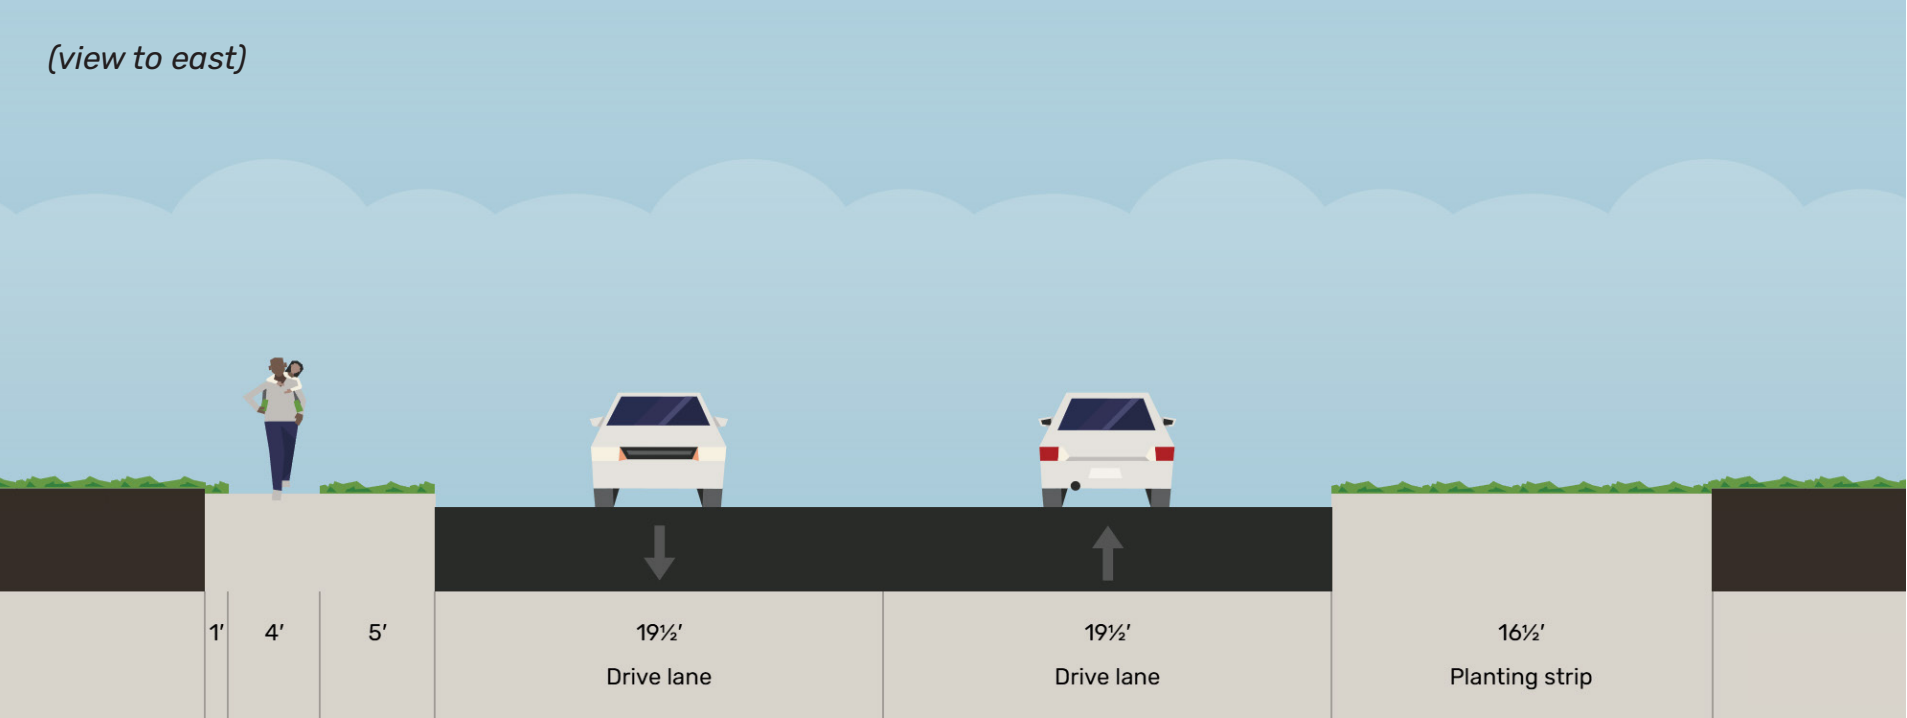 (view to east)
1′
4′
5′
19½′
Drive lane
19½′
Drive lane
16½′
Planting strip